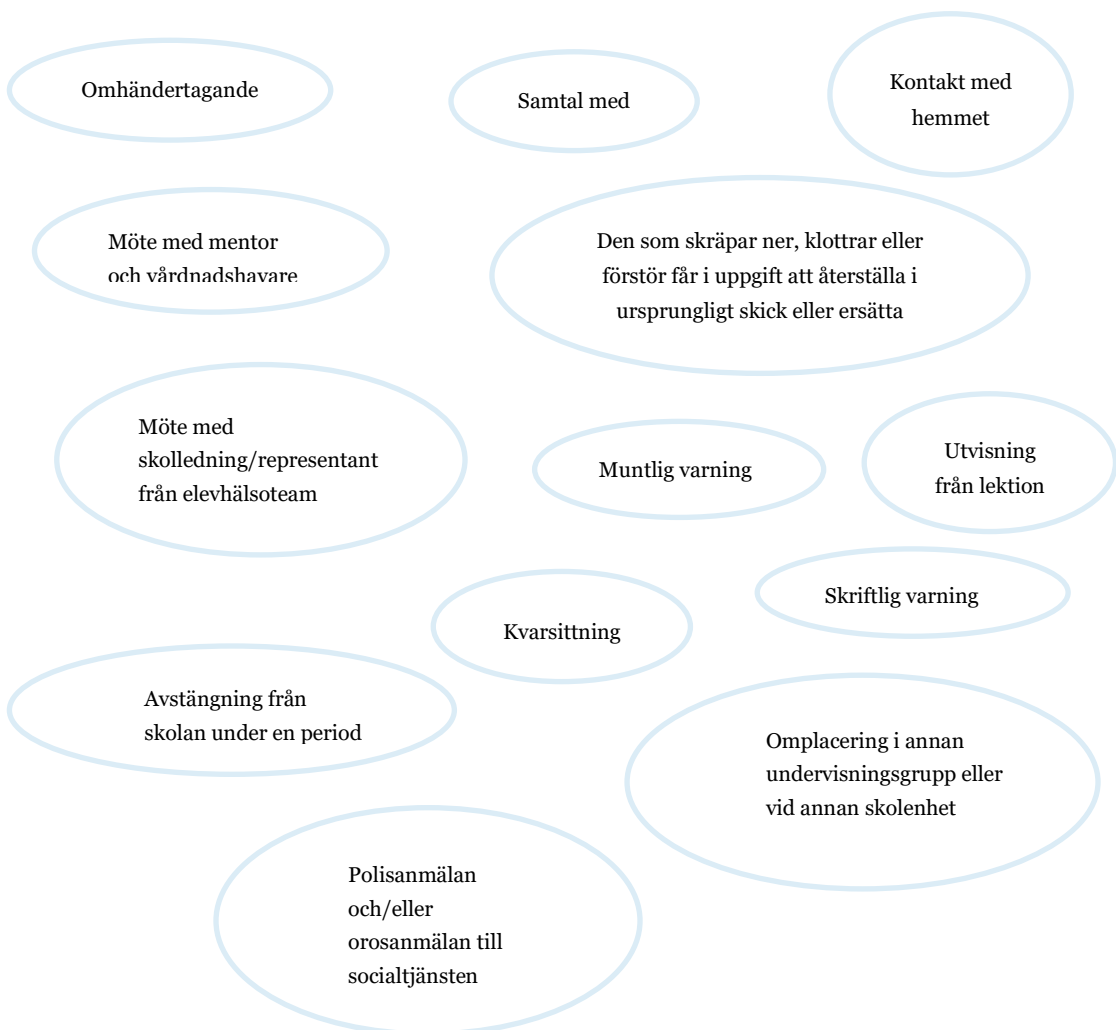 Omhändertagande
Samtal med
Kontakt med
hemmet
Möte med mentor
och vårdnadshavare
Den som skräpar ner, klottrar eller
förstör får i uppgift att återställa i
ursprungligt skick eller ersätta
Möte med
skolledning/representant
från elevhälsoteam
Muntlig varning
Utvisning
från lektion
Skriftlig varning
Kvarsittning
Avstängning från
skolan under en period
Omplacering i annan
undervisningsgrupp eller
vid annan skolenhet
Polisanmälan
och/eller
orosanmälan till
socialtjänsten